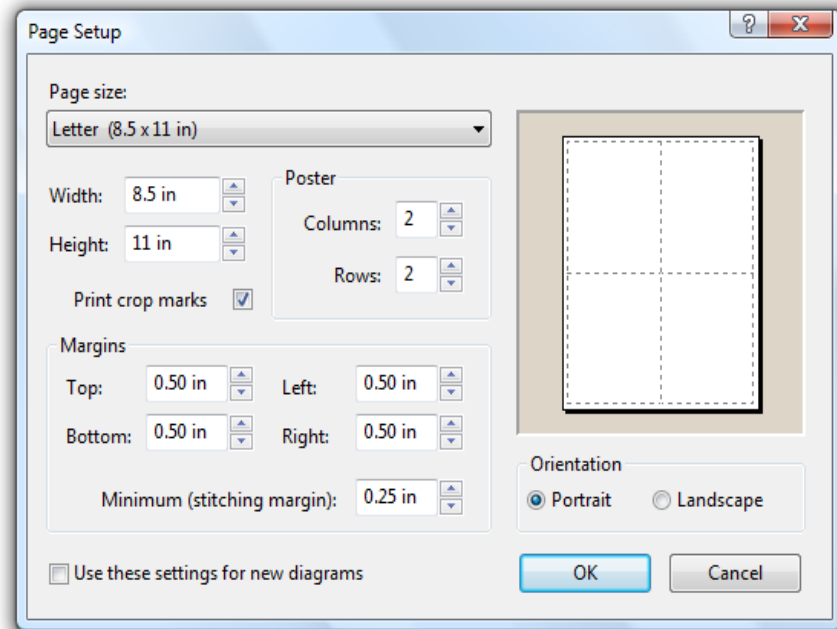 Page Setup
Page size:
Letter (8.5 x 11 in)
Width: 8.5 in
Height: 11 in
Print crop marks
Poster
Columns: 2
Rows: 2
Margins
Top: 0.50 in Left: 0.50 in
Bottom: 0.50 in Right: 0.50 in
Minimum (stitching margin): 0.25 in
Orientation
Portrait Landscape
Use these settings for new diagrams
OK Cancel